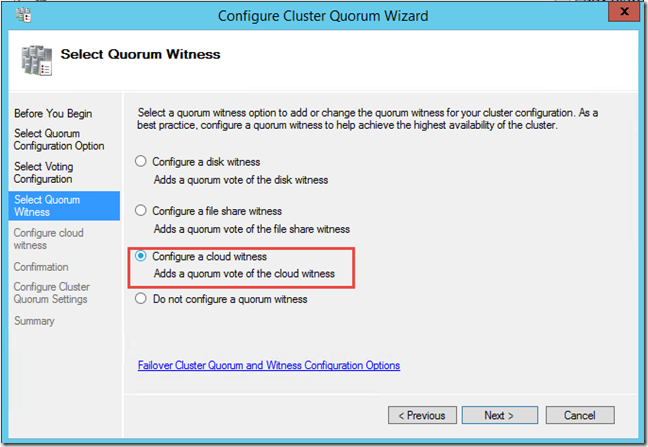 Configure Cluster Quorum Wizard
x
Select Quorum Witness
Before You Begin
Select Quorum
Configuration Option
Select Voting
Configuration
Select Quorum
Witness
Configure cloud
witness
Confirmation
Configure Cluster
Quorum Settings
Summary
Select a quorum witness option to add or change the quorum witness for your cluster configuration. As a
best practice, configure a quorum witness to help achieve the highest availability of the cluster.
Configure a disk witness
Adds a quorum vote of the disk witness
Configure a file share witness
Adds a quorum vote of the file share witness
Configure a cloud witness
Adds a quorum vote of the cloud witness
Do not configure a quorum witness
Failover Cluster Quorum and Witness Configuration Options
< Previous
Next >
Cancel